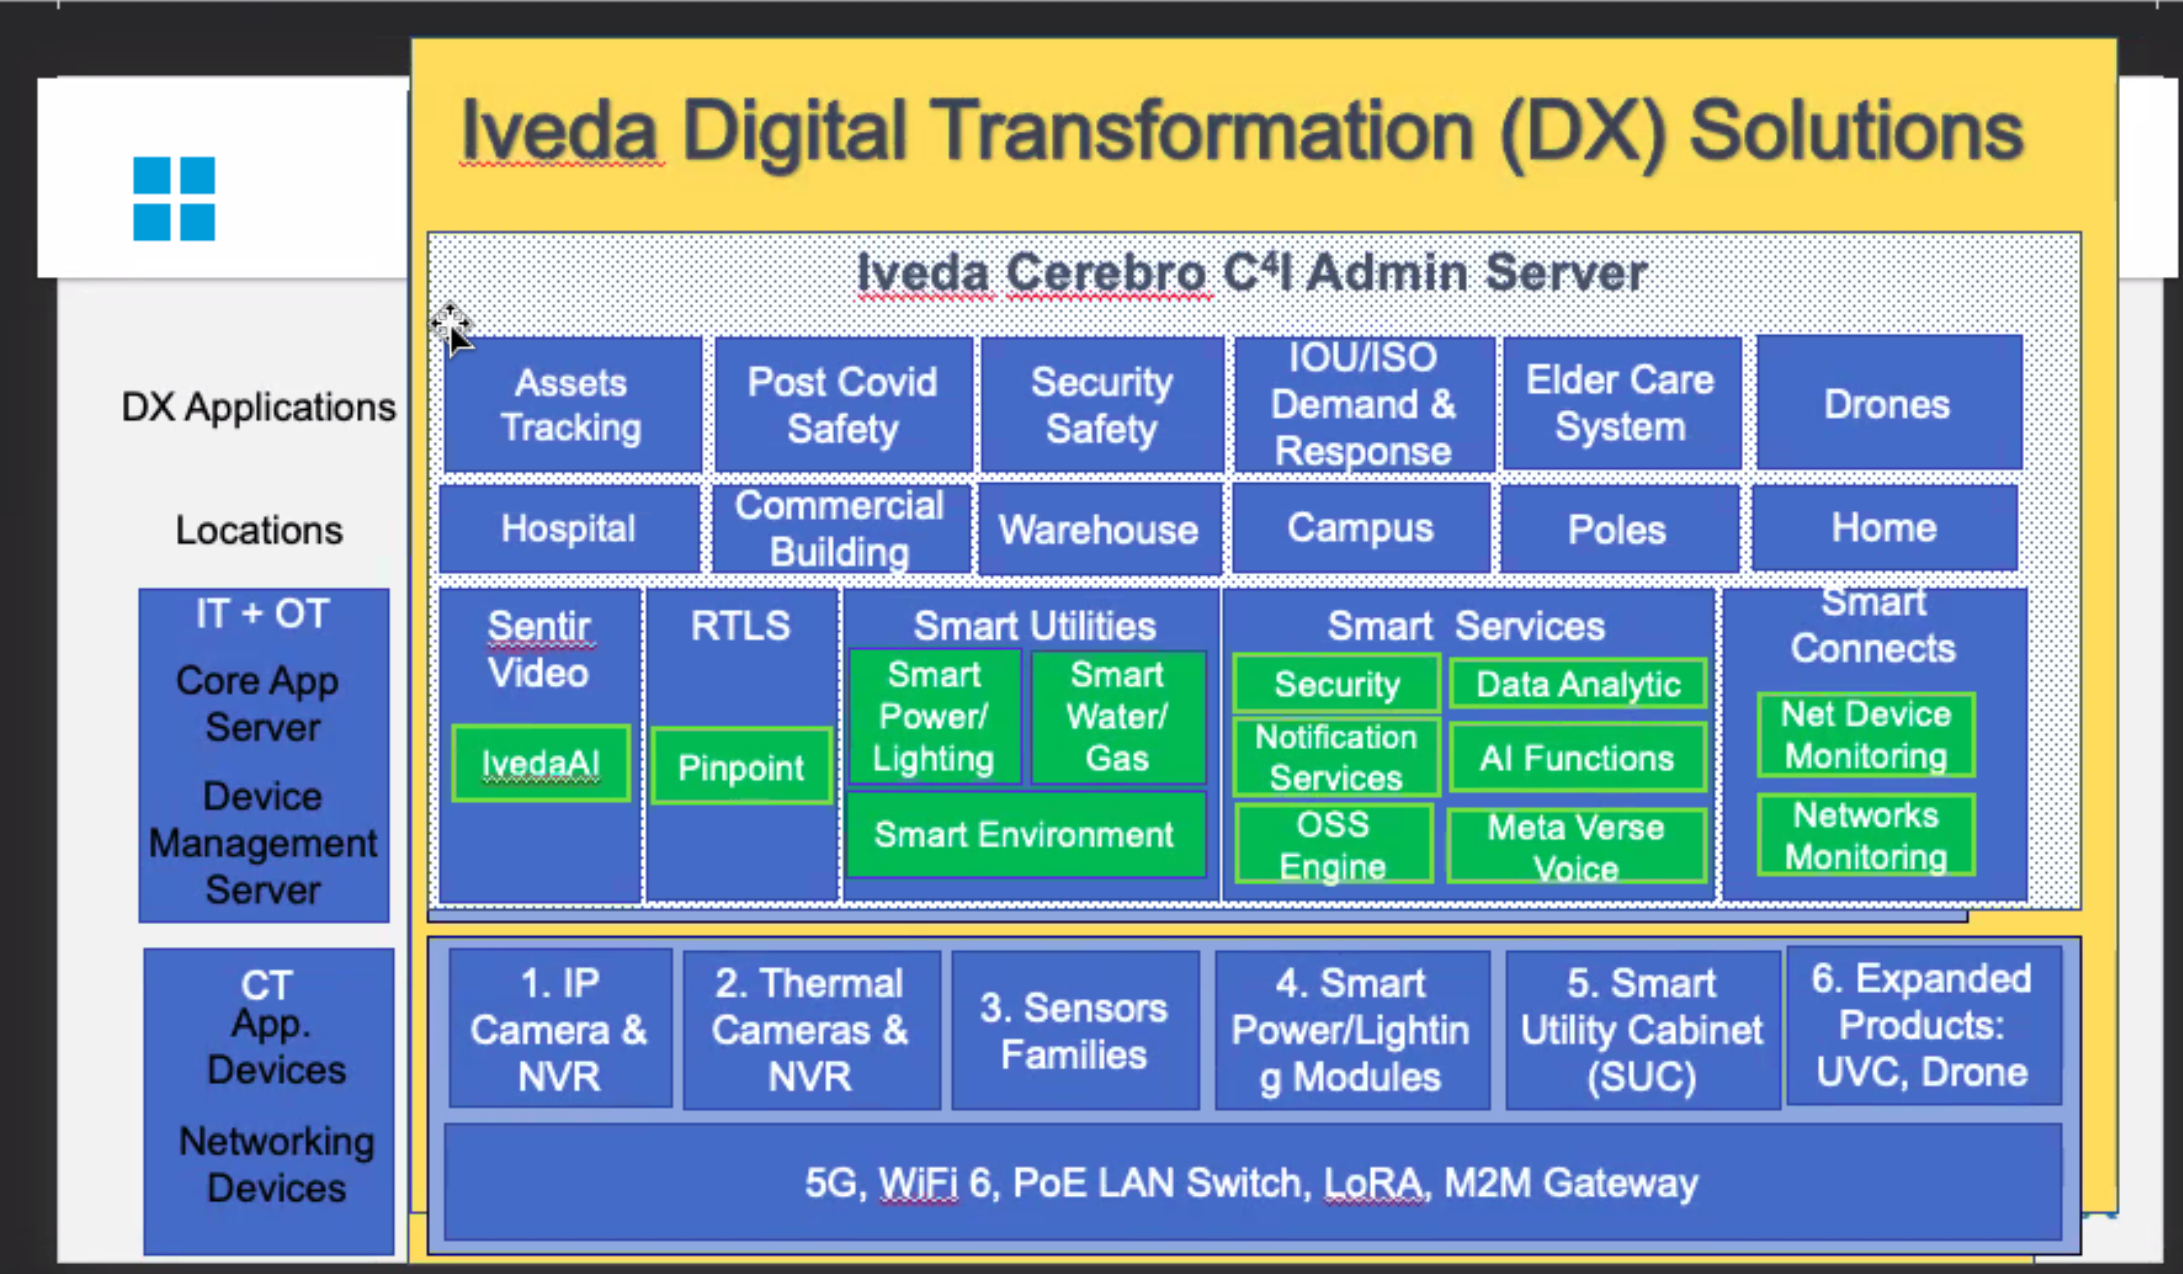 Iveda Digital Transformation (DX) Solutions
Iveda Cerebro C⁴I Admin Server
DX Applications
Assets
Tracking
Post Covid
Safety
Security
Safety
IOU/ISO
Demand &
Response
Elder Care
System
Drones
Locations
Hospital
Commercial
Building
Warehouse
Campus
Poles
Home
IT + OT
Core App
Server
Device
Management
Server
Sentir
Video
IvedaAI
RTLS
Pinpoint
Smart Utilities
Smart
Power/
Lighting
Smart
Water/
Gas
Smart Environment
Smart Services
Security
Data Analytic
Notification
Services
AI Functions
OSS
Engine
Meta Verse
Voice
Smart
Connects
Net Device
Monitoring
Networks
Monitoring
CT
App.
Devices
Networking
Devices
1. IP
Camera &
NVR
2. Thermal
Cameras &
NVR
3. Sensors
Families
4. Smart
Power/Lightin
g Modules
5. Smart
Utility Cabinet
(SUC)
6. Expanded
Products:
UVC, Drone
5G, WiFi 6, PoE LAN Switch, LoRA, M2M Gateway